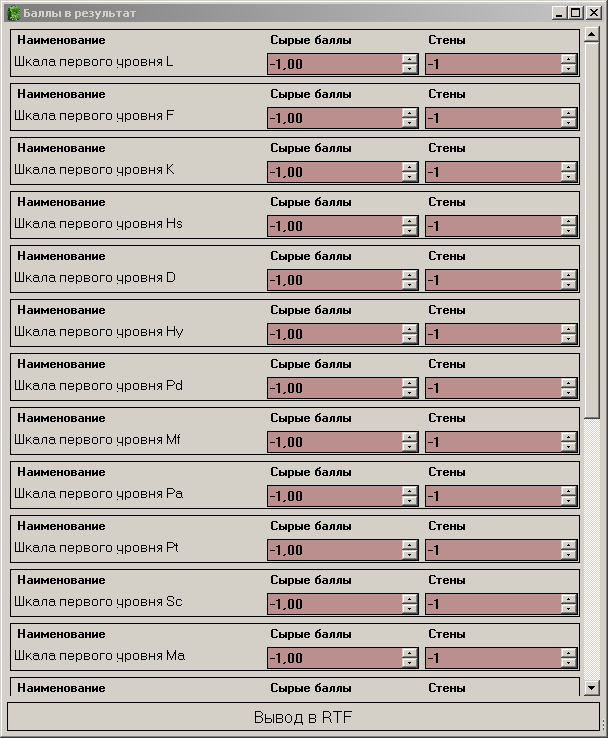 Баллы в результат
Наименование Сырые баллы Стены
Шкала первого уровня L -1,00 -1
Наименование Сырые баллы Стены
Шкала первого уровня F -1,00 -1
Наименование Сырые баллы Стены
Шкала первого уровня K -1,00 -1
Наименование Сырые баллы Стены
Шкала первого уровня Hs -1,00 -1
Наименование Сырые баллы Стены
Шкала первого уровня D -1,00 -1
Наименование Сырые баллы Стены
Шкала первого уровня Hy -1,00 -1
Наименование Сырые баллы Стены
Шкала первого уровня Pd -1,00 -1
Наименование Сырые баллы Стены
Шкала первого уровня Mf -1,00 -1
Наименование Сырые баллы Стены
Шкала первого уровня Pa -1,00 -1
Наименование Сырые баллы Стены
Шкала первого уровня Pt -1,00 -1
Наименование Сырые баллы Стены
Шкала первого уровня Sc -1,00 -1
Наименование Сырые баллы Стены
Шкала первого уровня Ma -1,00 -1
Наименование Сырые баллы Стены
Вывод в RTF